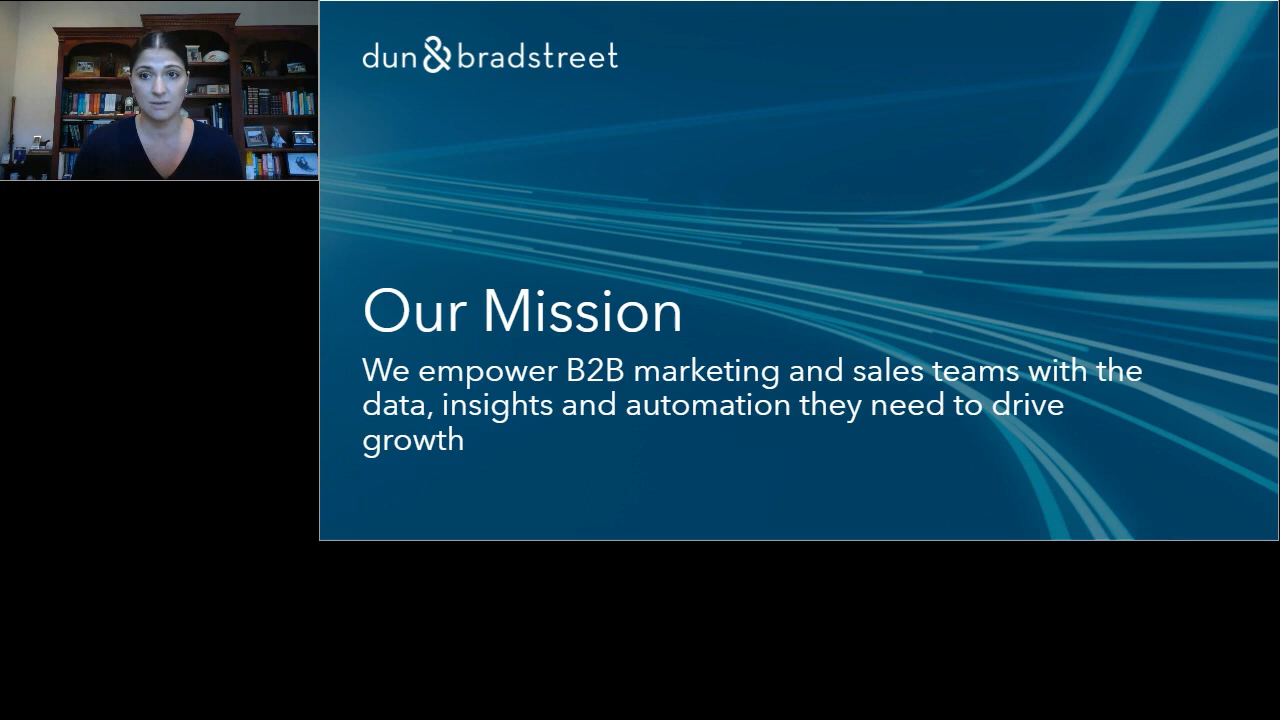 dun&bradstreet
Our Mission
We empower B2B marketing and sales teams with the
data, insights and automation they need to drive
growth